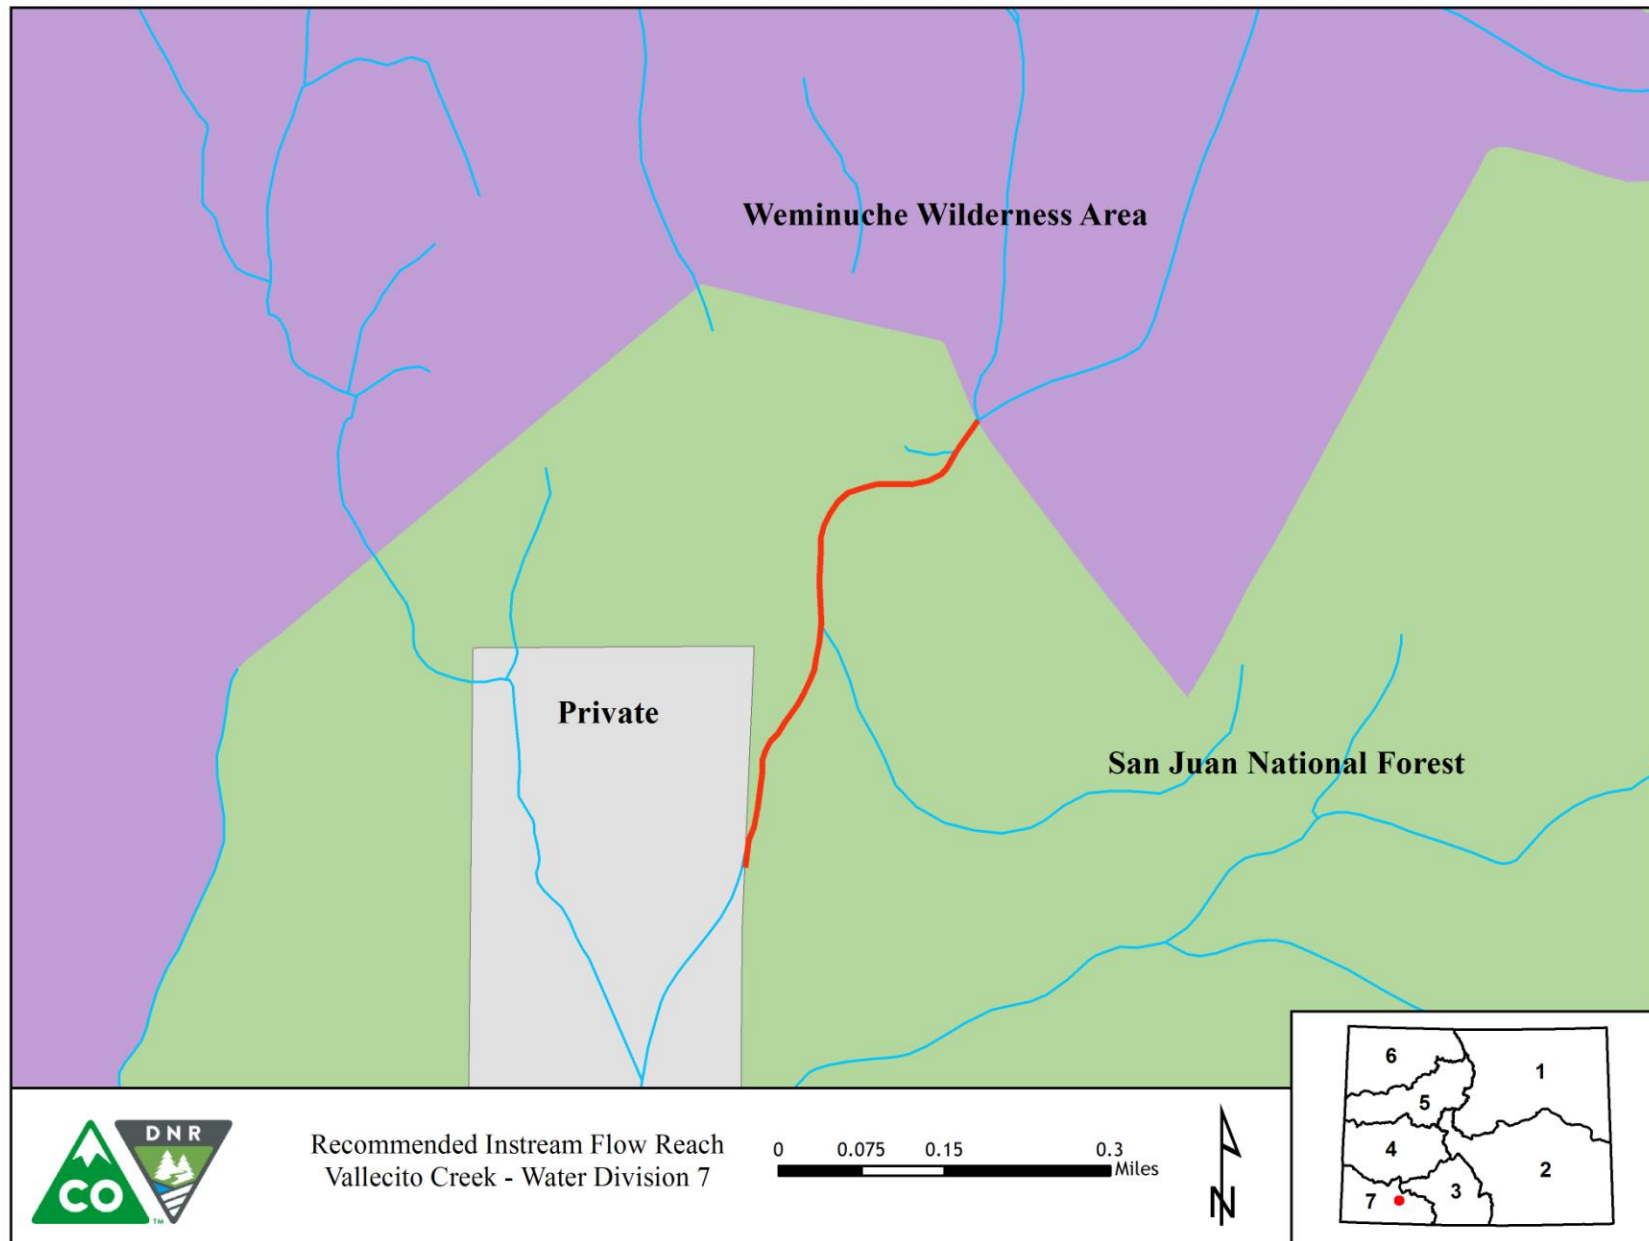 Weminuche Wilderness Area
Private
San Juan National Forest
CO
DNR
TM
Recommended Instream Flow Reach
Vallecito Creek - Water Division 7
0 0.075 0.15 0.3
Miles
N
6
1
5
4
2
3
7